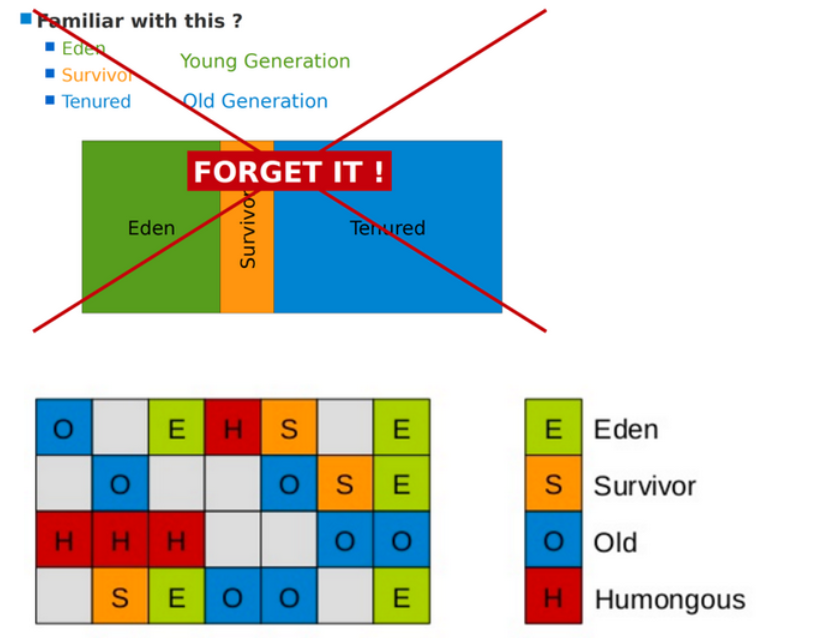 Familiar with this ?
Eden
Survivor
Young Generation
Tenured
Old Generation
FORGET IT !
Eden
Survivor
Tenured
O E H S E
O O S E
H H H O O
S E O O E
E Eden
S Survivor
O Old
H Humongous